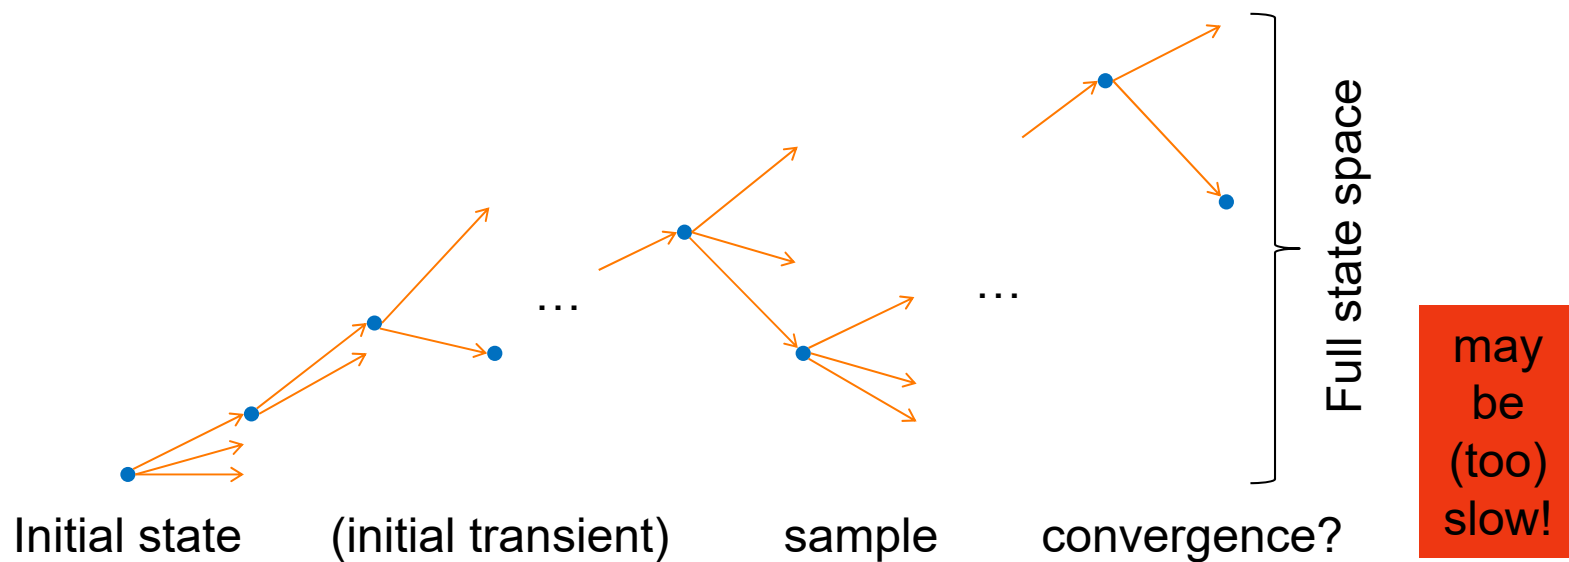 …
…
Full state space
may
be
(too)
slow!
Initial state
(initial transient)
sample
convergence?